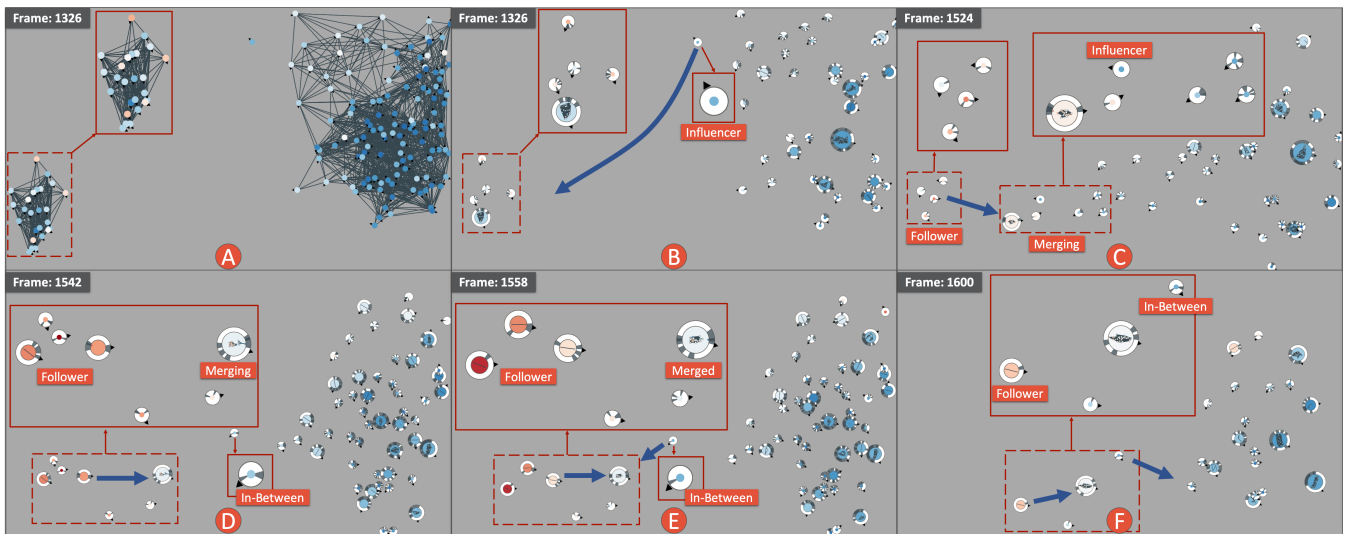 Frame: 1326
A
Frame: 1326
Influencer
B
Frame: 1524
Influencer
Follower
Merging
C
Frame: 1542
Follower
Merging
In-Between
D
Frame: 1558
Follower
Merged
In-Between
E
Frame: 1600
In-Between
Follower
F